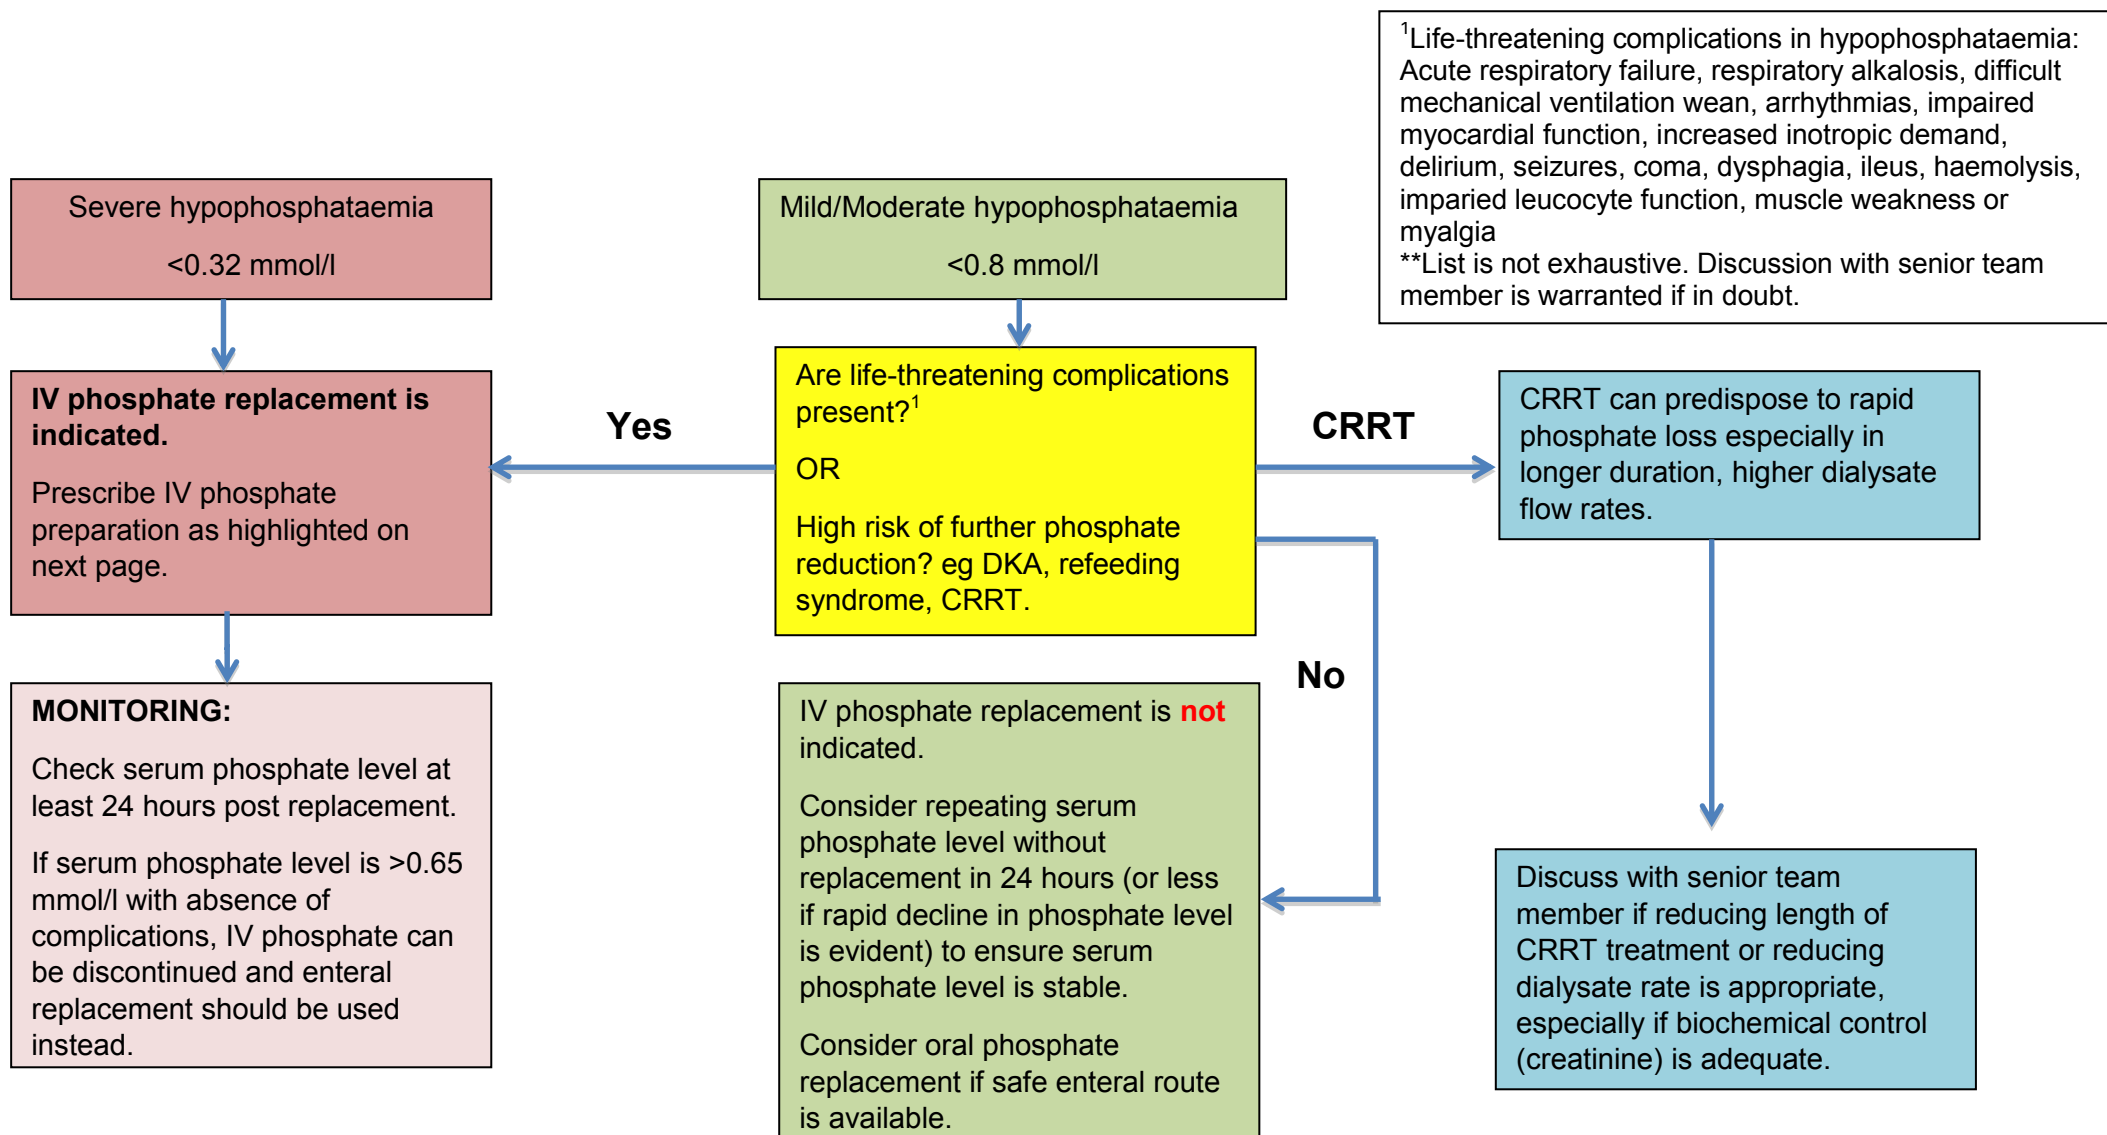 ¹Life-threatening complications in hypophosphataemia:
Acute respiratory failure, respiratory alkalosis, difficult
mechanical ventilation wean, arrhythmias, impaired
myocardial function, increased inotropic demand,
delirium, seizures, coma, dysphagia, ileus, haemolysis,
imparied leucocyte function, muscle weakness or
myalgia
**List is not exhaustive. Discussion with senior team
member is warranted if in doubt.
Severe hypophosphataemia
<0.32 mmol/l
Mild/Moderate hypophosphataemia
<0.8 mmol/l
IV phosphate replacement is
indicated.
Prescribe IV phosphate
preparation as highlighted on
next page.
Yes
Are life-threatening complications
present?¹
OR
High risk of further phosphate
reduction? eg DKA, refeeding
syndrome, CRRT.
CRRT
CRRT can predispose to rapid
phosphate loss especially in
longer duration, higher dialysate
flow rates.
No
MONITORING:
Check serum phosphate level at
least 24 hours post replacement.
If serum phosphate level is >0.65
mmol/l with absence of
complications, IV phosphate can
be discontinued and enteral
replacement should be used
instead.
IV phosphate replacement is not
indicated.
Consider repeating serum
phosphate level without
replacement in 24 hours (or less
if rapid decline in phosphate level
is evident) to ensure serum
phosphate level is stable.
Consider oral phosphate
replacement if safe enteral route
is available.
Discuss with senior team
member if reducing length of
CRRT treatment or reducing
dialysate rate is appropriate,
especially if biochemical control
(creatinine) is adequate.